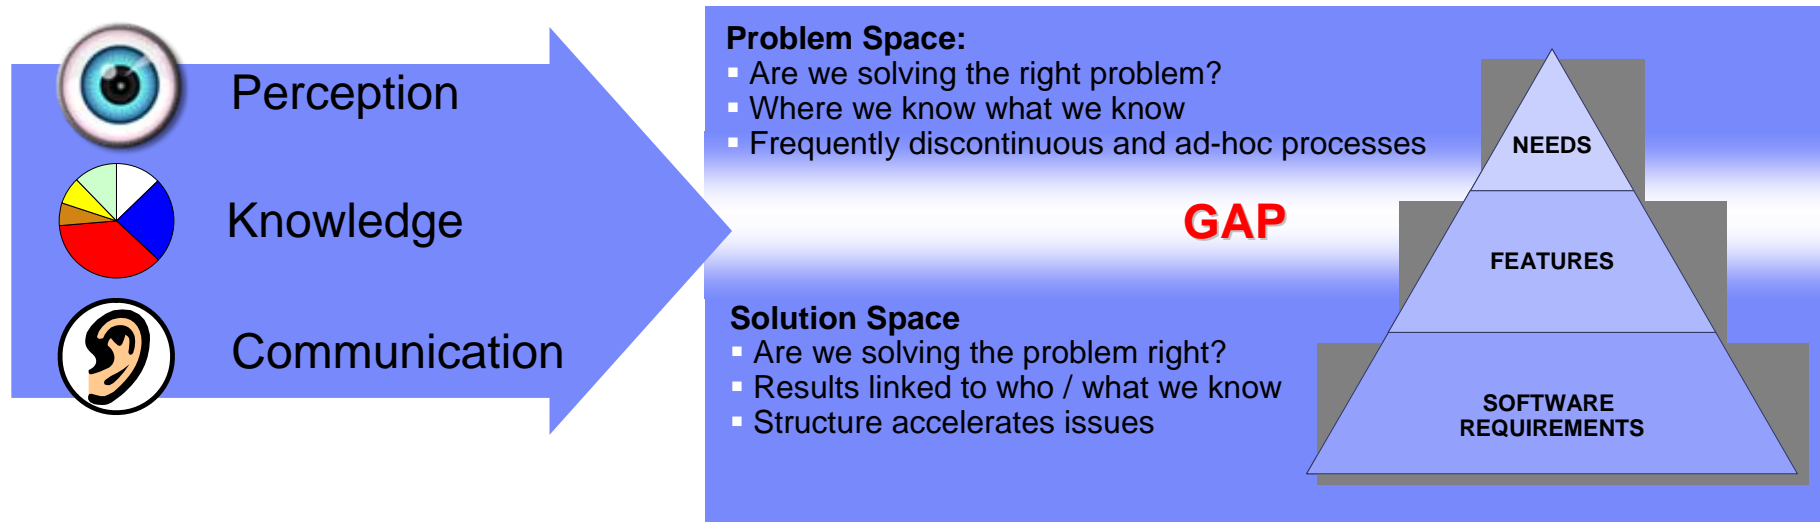 Perception
Knowledge
Communication
Problem Space:
▪ Are we solving the right problem?
▪ Where we know what we know
▪ Frequently discontinuous and ad-hoc processes
GAP
Solution Space
▪ Are we solving the problem right?
▪ Results linked to who / what we know
▪ Structure accelerates issues
NEEDS
FEATURES
SOFTWARE
REQUIREMENTS